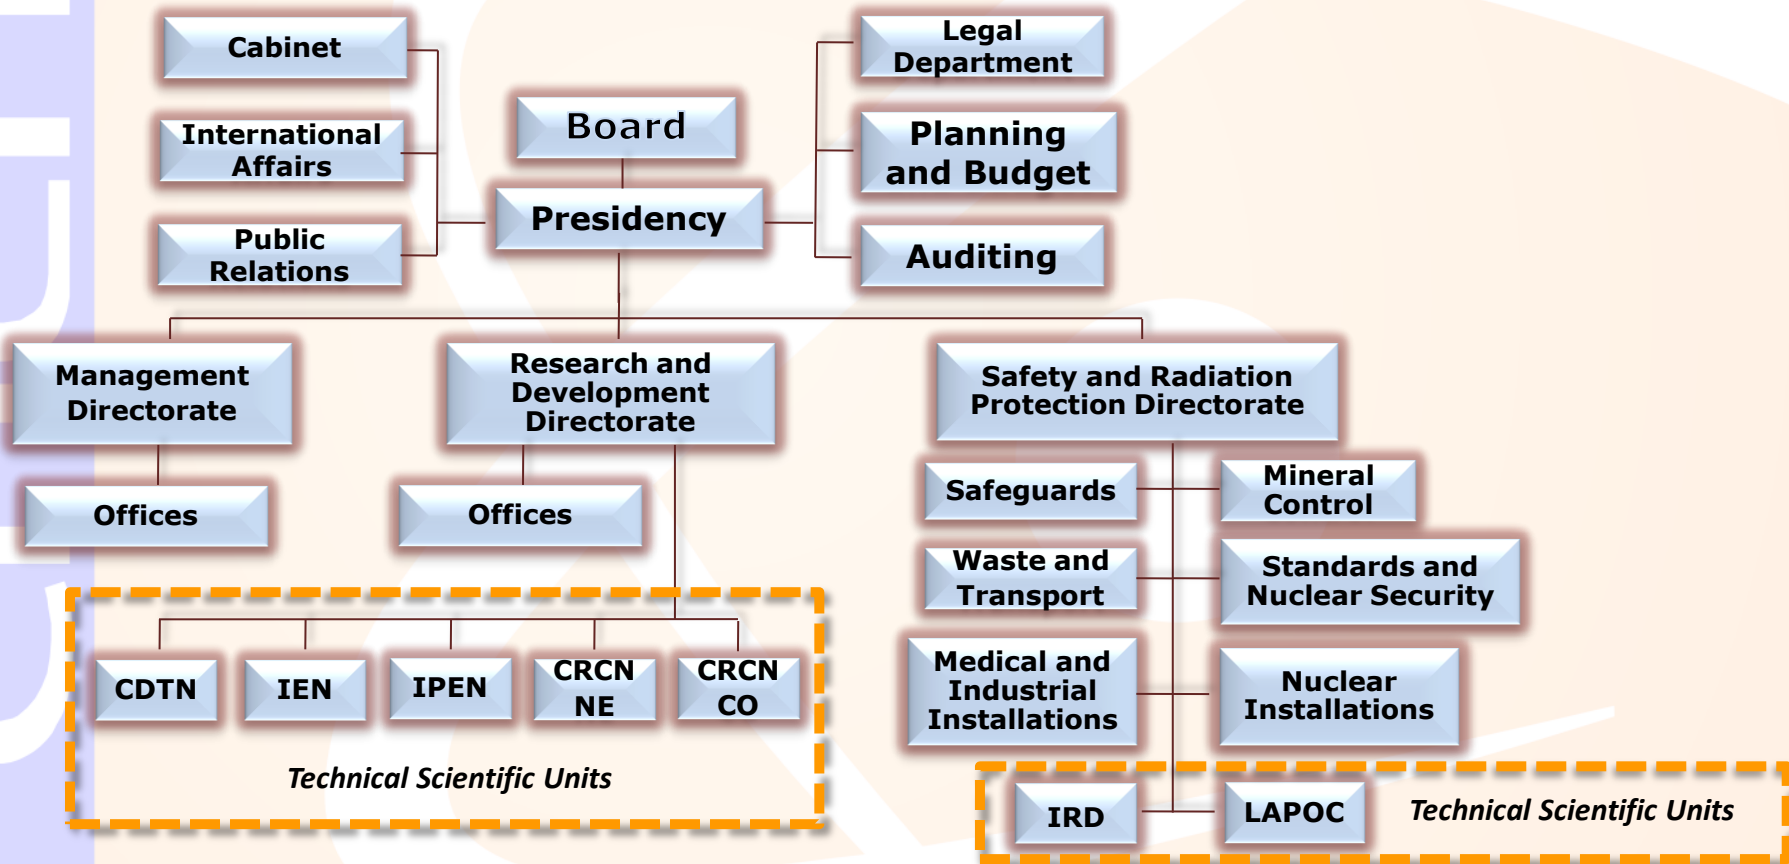 Cabinet
International
Affairs
Public
Relations
Board
Presidency
Legal
Department
Planning
and Budget
Auditing
Management
Directorate
Offices
Research and
Development
Directorate
Offices
CDTN
IEN
IPEN
CRCN
NE
CRCN
CO
Technical Scientific Units
Safety and Radiation
Protection Directorate
Safeguards
Mineral
Control
Waste and
Transport
Standards and
Nuclear Security
Medical and
Industrial
Installations
Nuclear
Installations
IRD
LAPOC
Technical Scientific Units